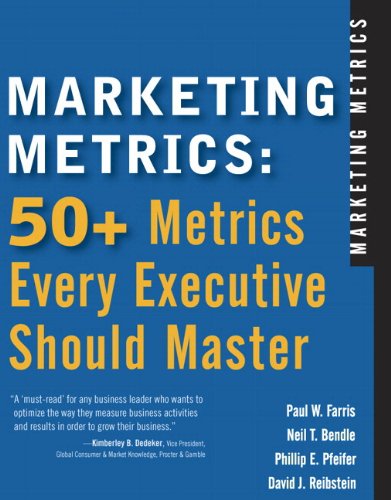 MARKETING
METRICS:
50+ Metrics
Every Executive
Should Master
MARKETING METRICS
“A ‘must-read’ for any business leader who wants to
optimize the way they measure business activities
and results in order to grow their business.”
—Kimberley B. Dedeker, Vice President,
Global Consumer & Market Knowledge, Procter & Gamble
Paul W. Farris
Neil T. Bendle
Phillip E. Pfeifer
David J. Reibstein